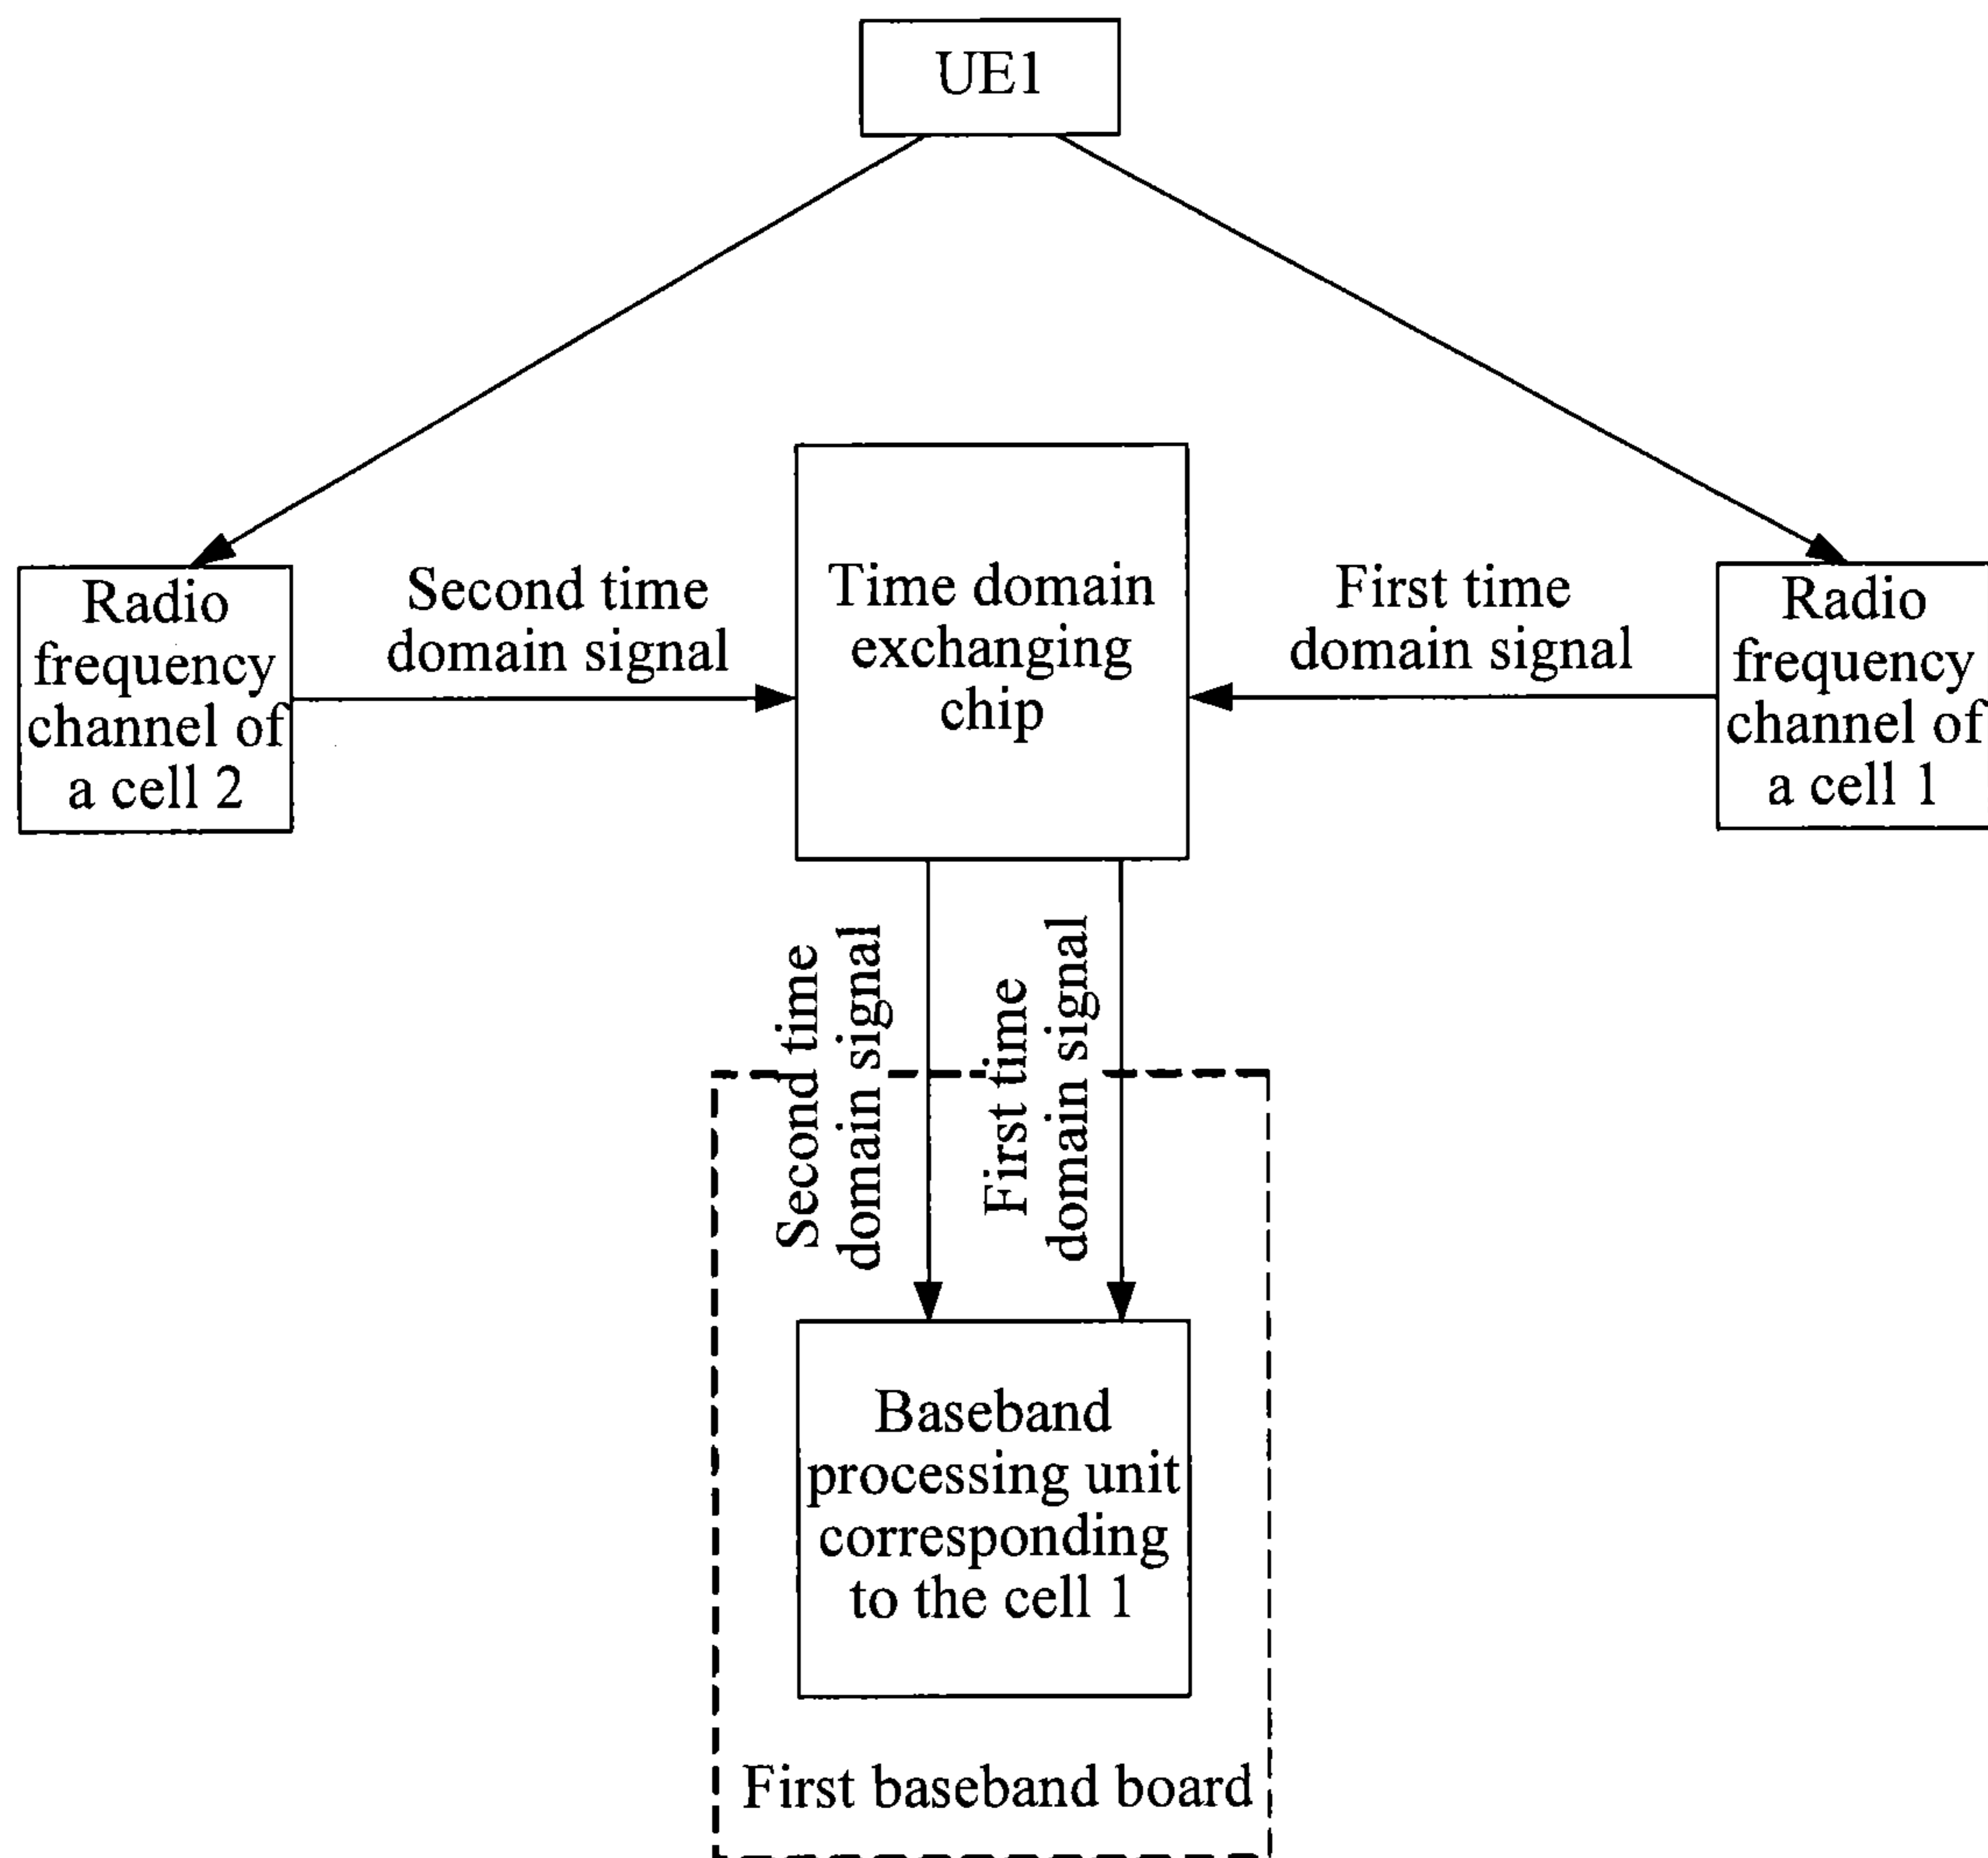 UE1
Radio
frequency
channel of
a cell 2
Second time
domain signal
Time domain
exchanging
chip
First time
domain signal
Radio
frequency
channel of
a cell 1
Second time
domain signal
First time
domain signal
Baseband
processing unit
corresponding
to the cell 1
First baseband board